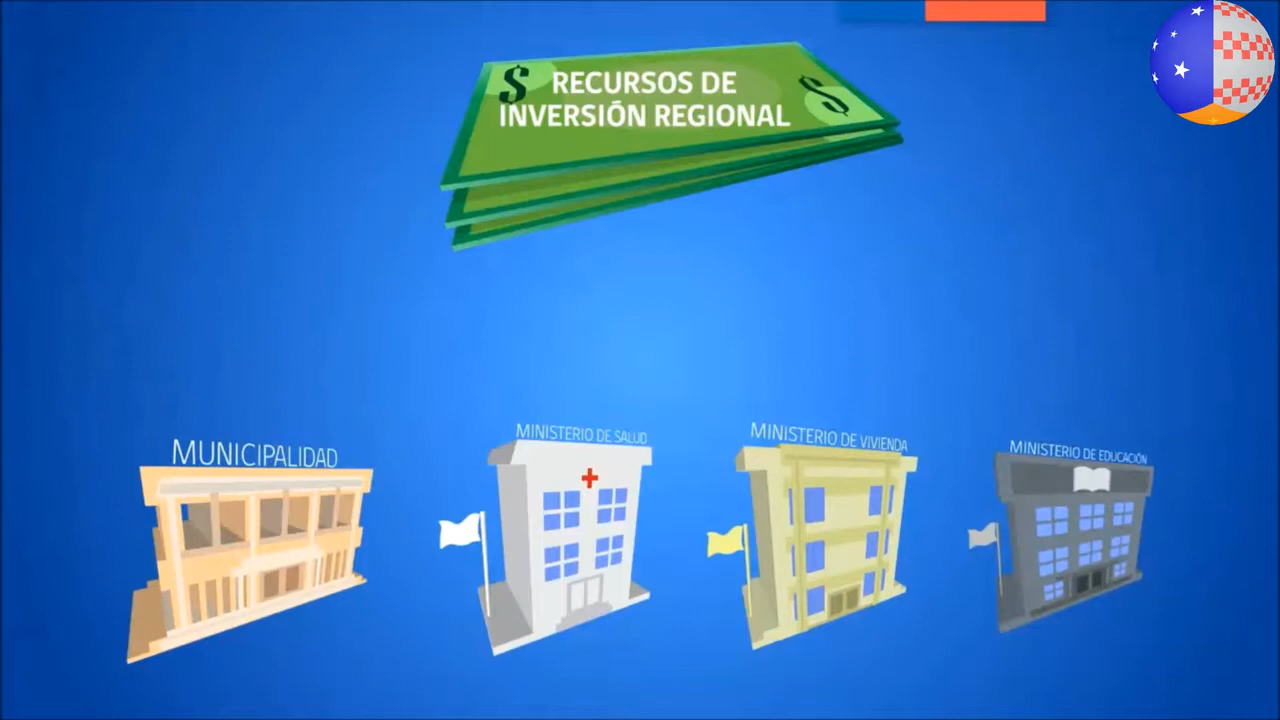 $ RECURSOS DE $
INVERSIÓN REGIONAL
MUNICIPALIDAD
MINISTERIO DE SALUD
MINISTERIO DE VIVIENDA
MINISTERIO DE EDUCACIÓN